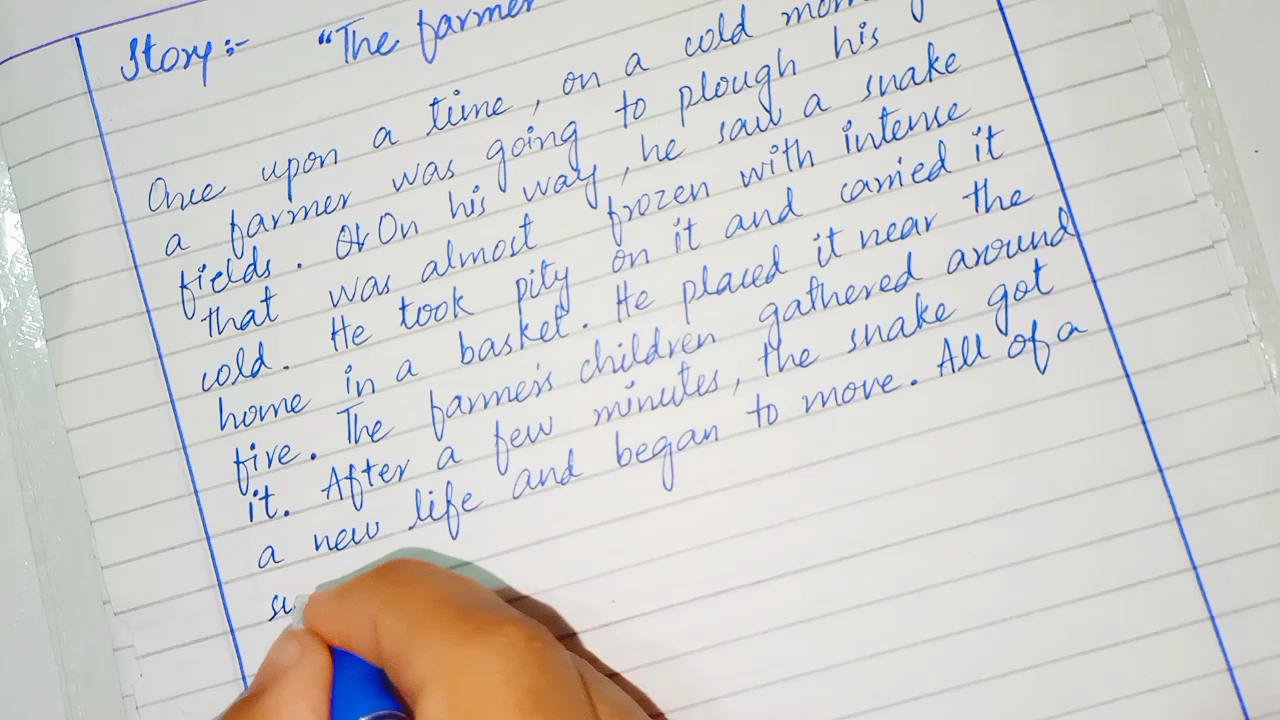 Story:- "The farmer
Once upon a time, on a cold
a farmer was going to plough his
fields. On his way, he saw a snake
that was almost frozen with intense
cold. He took pity on it and carried it
home in a basket. He placed it near the
fire. The farmer's children gathered around
it. After a few minutes, the snake got
a new life and began to move. All of a
su